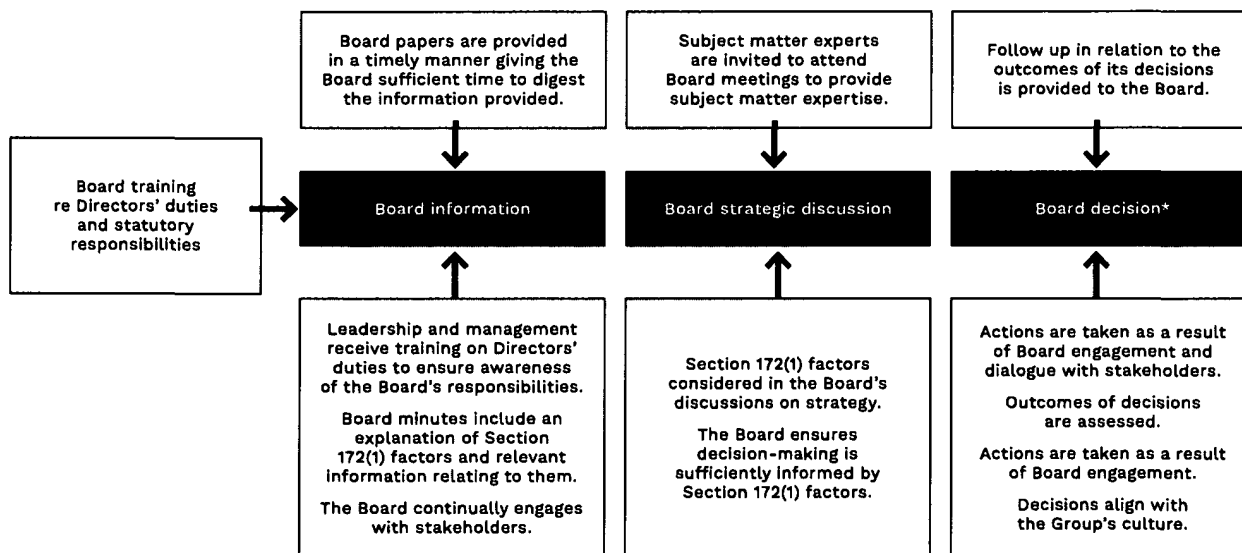 Board papers are provided
in a timely manner giving the
Board sufficient time to digest
the information provided.
Subject matter experts
are invited to attend
Board meetings to provide
subject matter expertise.
Follow up in relation to the
outcomes of its decisions
is provided to the Board.
Board training
re Directors' duties
and statutory
responsibilities
Board information
Board strategic discussion
Board decision*
Leadership and management
receive training on Directors'
duties to ensure awareness
of the Board's responsibilities.
Board minutes include an
explanation of Section
172(1) factors and relevant
information relating to them.
The Board continually engages
with stakeholders.
Section 172(1) factors
considered in the Board's
discussions on strategy.
The Board ensures
decision-making is
sufficiently informed by
Section 172(1) factors.
Actions are taken as a result
of Board engagement and
dialogue with stakeholders.
Outcomes of decisions
are assessed.
Actions are taken as a result
of Board engagement.
Decisions align with
the Group's culture.